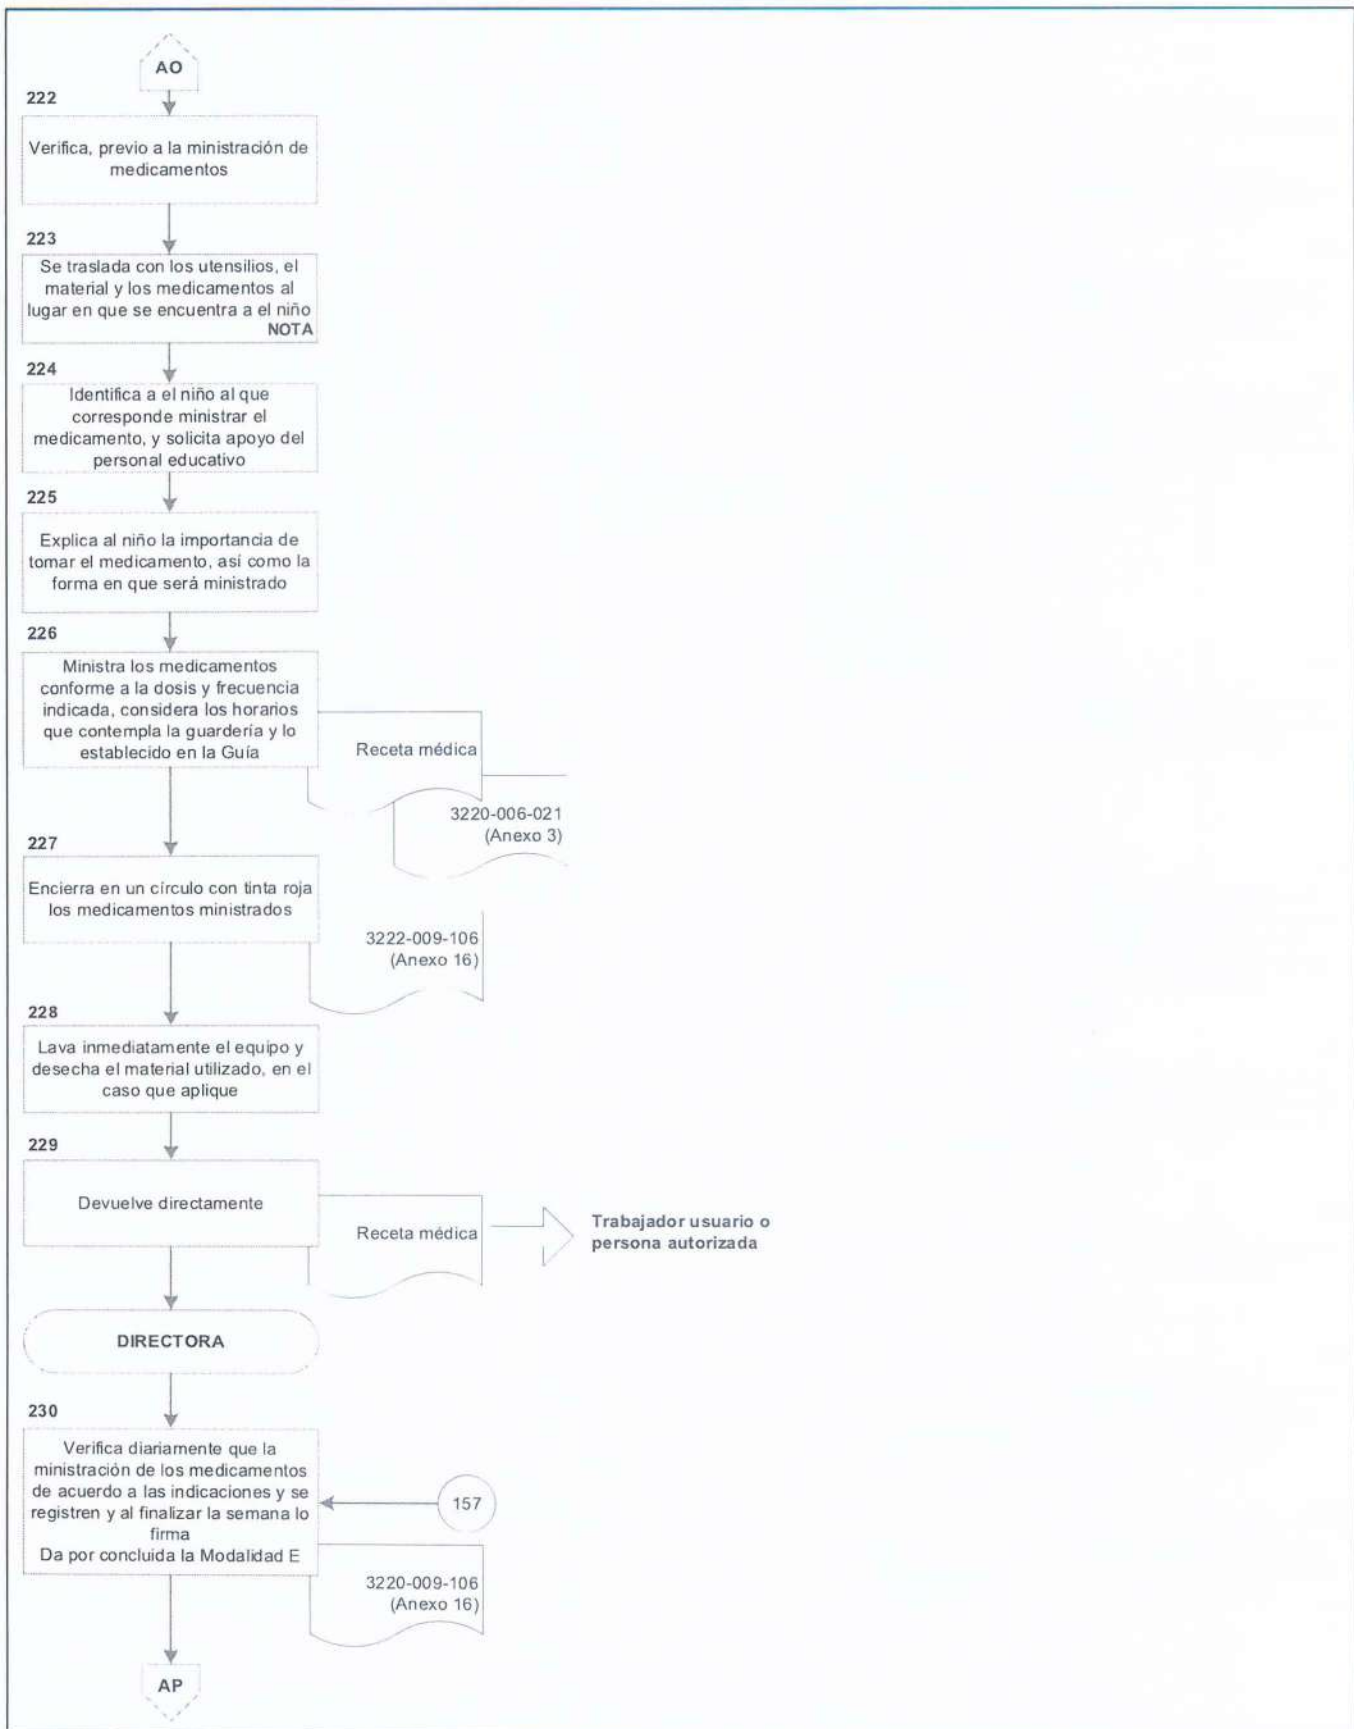 AO
222
Verifica, previo a la ministración de
medicamentos
223
Se traslada con los utensilios, el
material y los medicamentos al
lugar en que se encuentra a el niño
NOTA
224
Identifica a el niño al que
corresponde ministrar el
medicamento, y solicita apoyo del
personal educativo
225
Explica al niño la importancia de
tomar el medicamento, así como la
forma en que será ministrado
226
Ministra los medicamentos
conforme a la dosis y frecuencia
indicada, considera los horarios
que contempla la guardería y lo
establecido en la Guía
Receta médica
3220-006-021
(Anexo 3)
227
Encierra en un círculo con tinta roja
los medicamentos ministrados
3222-009-106
(Anexo 16)
228
Lava inmediatamente el equipo y
desecha el material utilizado, en el
caso que aplique
229
Devuelve directamente
Receta médica
Trabajador usuario o
persona autorizada
DIRECTORA
230
Verifica diariamente que la
ministración de los medicamentos
de acuerdo a las indicaciones y se
registren y al finalizar la semana lo
firma
Da por concluida la Modalidad E
157
3220-009-106
(Anexo 16)
AP